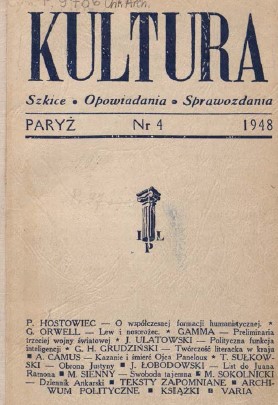 KULTURA
Szkice • Opowiadania • Sprawozdania
PARYŻ Nr 4 1948
L L
P
P. HOSTOWIEC — O współczesnej formacji humanistycznej. *
G. ORWELL — Lew i nosorożec. * GAMMA — Preliminaria
trzeciej wojny światowej * J. ULATOWSKI — Polityczna funkcja
inteligencji * G. H. GRUDZIŃSKI — Twórczość literacka w kraju
■ A. CAMUS — Kazanie i śmierć Ojca Paneloux * T. SUŁKOW-
SKI — Obrona Justyny ■ J. ŁOBODOWSKI — List do Juana
Ramona ■ M. SIENNY — Swoboda tajemna ■ M. SOKOLNICKI
— Dziennik Ankarski ■ TEKSTY ZAPOMNIANE ■ ARCHI-
WUM POLITYCZNE ■ KSIĄŻKI ■ VARIA